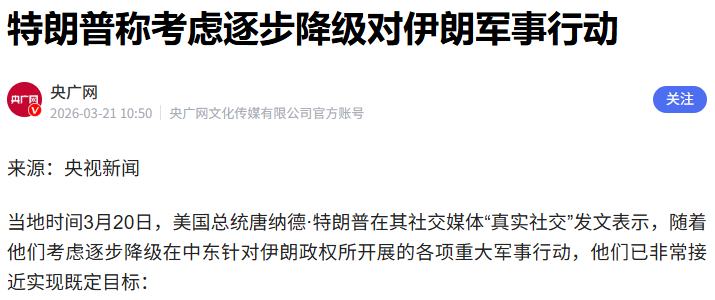 特朗普称考虑逐步降级对伊朗军事行动
央广网
央广网
2026-03-21 10:50 央广网文化传媒有限公司官方账号
关注
来源：央视新闻
当地时间3月20日，美国总统唐纳德·特朗普在其社交媒体“真实社交”发文表示，随着
他们考虑逐步降级在中东针对伊朗政权所开展的各项重大军事行动，他们已非常接
近实现既定目标：